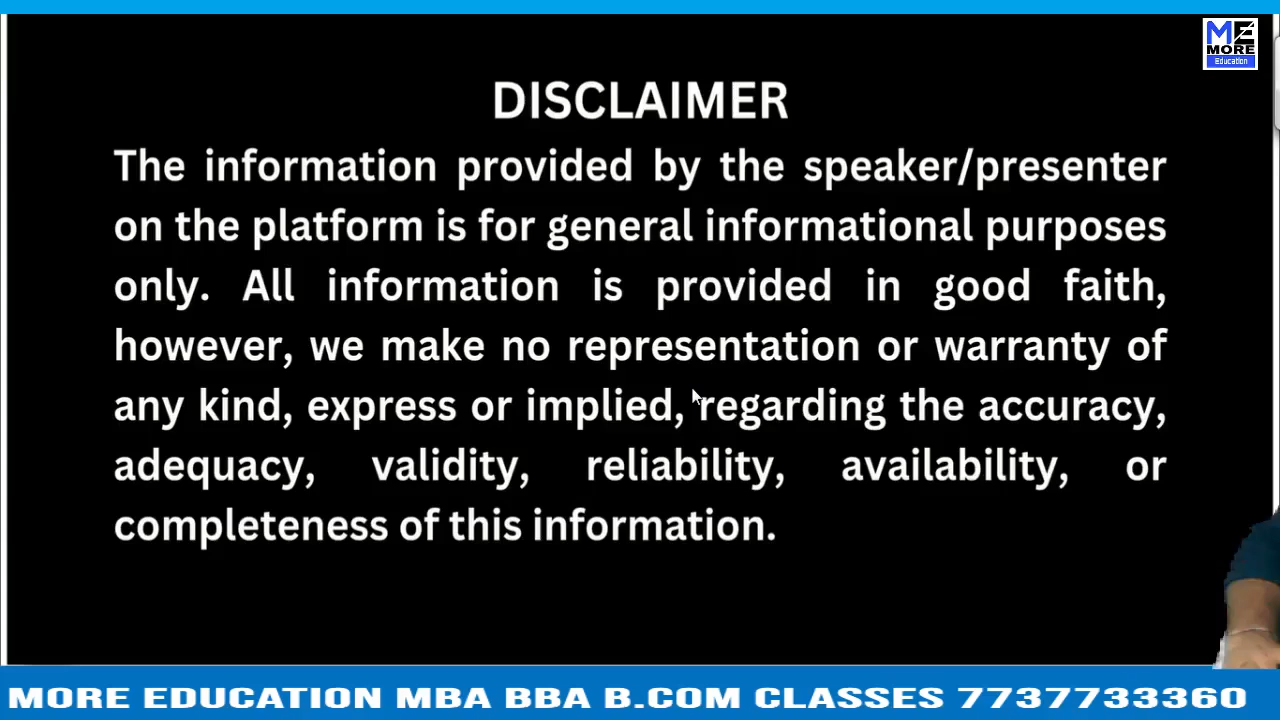 ME
MORE
Education
DISCLAIMER
The information provided by the speaker/presenter
on the platform is for general informational purposes
only. All information is provided in good faith,
however, we make no representation or warranty of
any kind, express or implied, regarding the accuracy,
adequacy, validity, reliability, availability, or
completeness of this information.
MORE EDUCATION MBA BBA B.COM CLASSES 7737733360